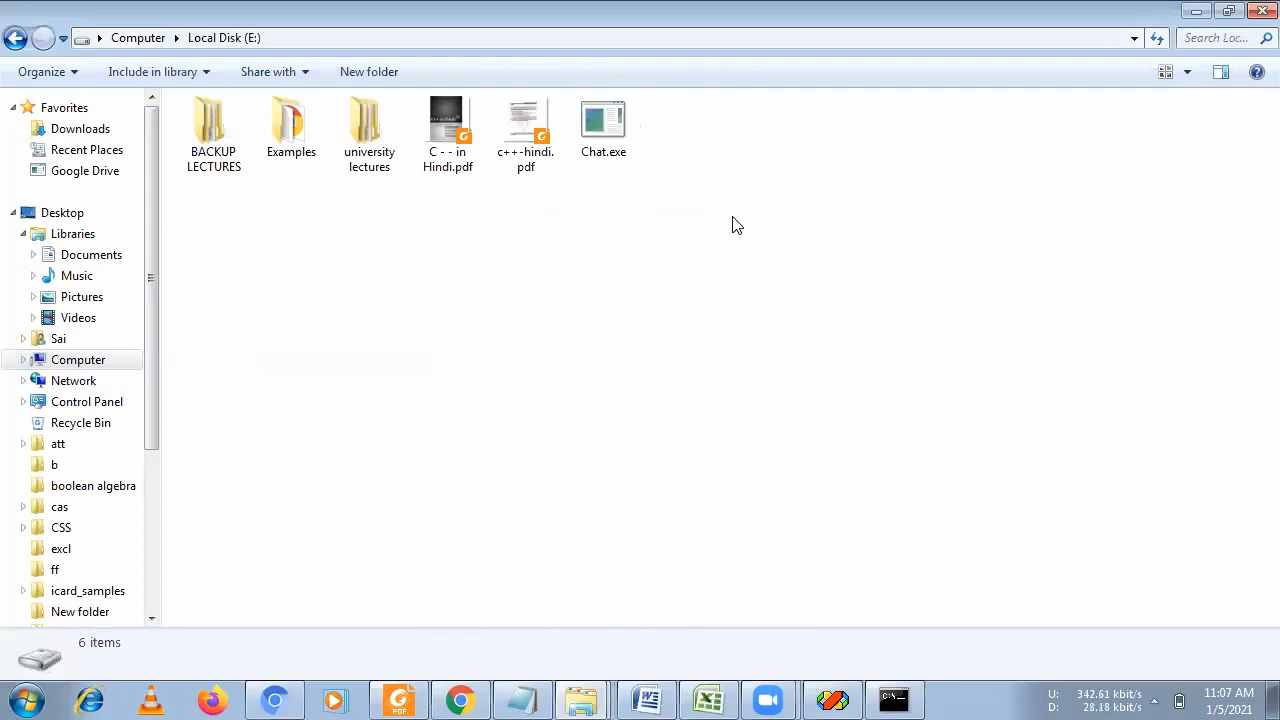 Computer Local Disk (E:)
Search Loc...
Organize Include in library Share with New folder
Favorites
Downloads
Recent Places
Google Drive
Desktop
Libraries
Documents
Music
Pictures
Videos
Sai
Computer
Network
Control Panel
Recycle Bin
att
b
boolean algebra
cas
CSS
excl
ff
icard_samples
New folder
BACKUP
LECTURES
Examples
university
lectures
C - - in
Hindi.pdf
c++-hindi.
pdf
Chat.exe
6 items
PDF
C:\
U: 342.61 kbit/s
D: 28.18 kbit/s
11:07 AM
1/5/2021